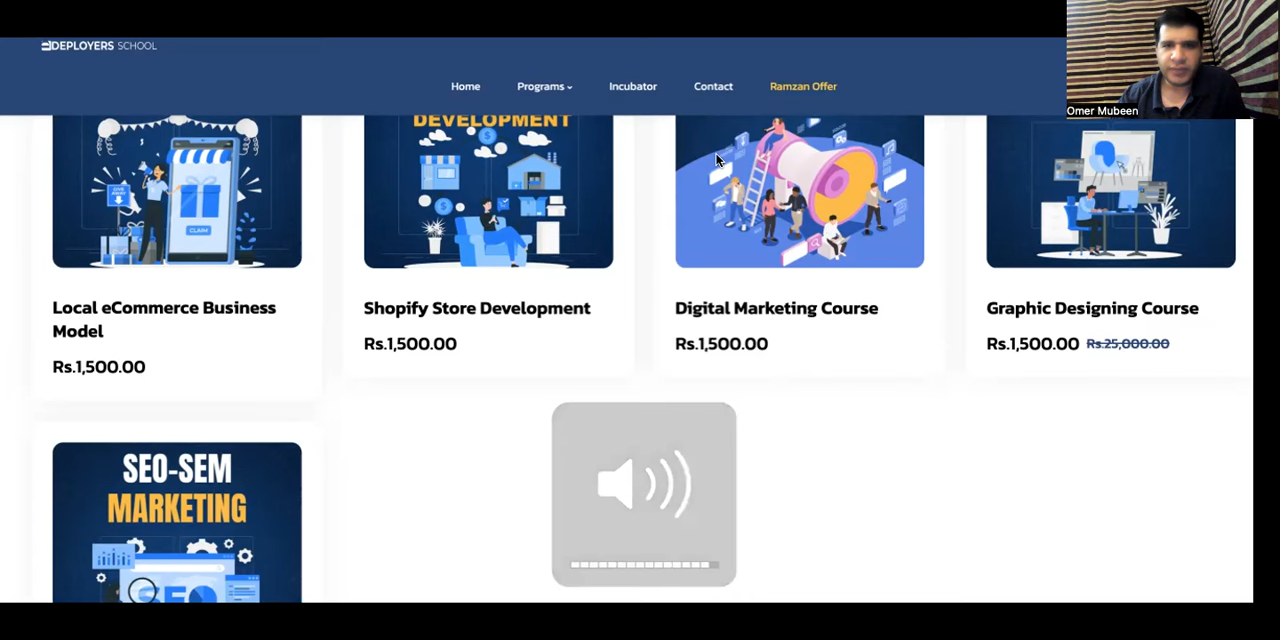 DEPLOYERS SCHOOL
Home
Programs
Incubator
Contact
Ramzan Offer
Omer Mubeen
DEVELOPMENT
CLAIM
Local eCommerce Business
Model
Rs.1,500.00
Shopify Store Development
Rs.1,500.00
Digital Marketing Course
Rs.1,500.00
Graphic Designing Course
Rs.1,500.00 Rs.25,000.00
SEO-SEM
MARKETING
SEO